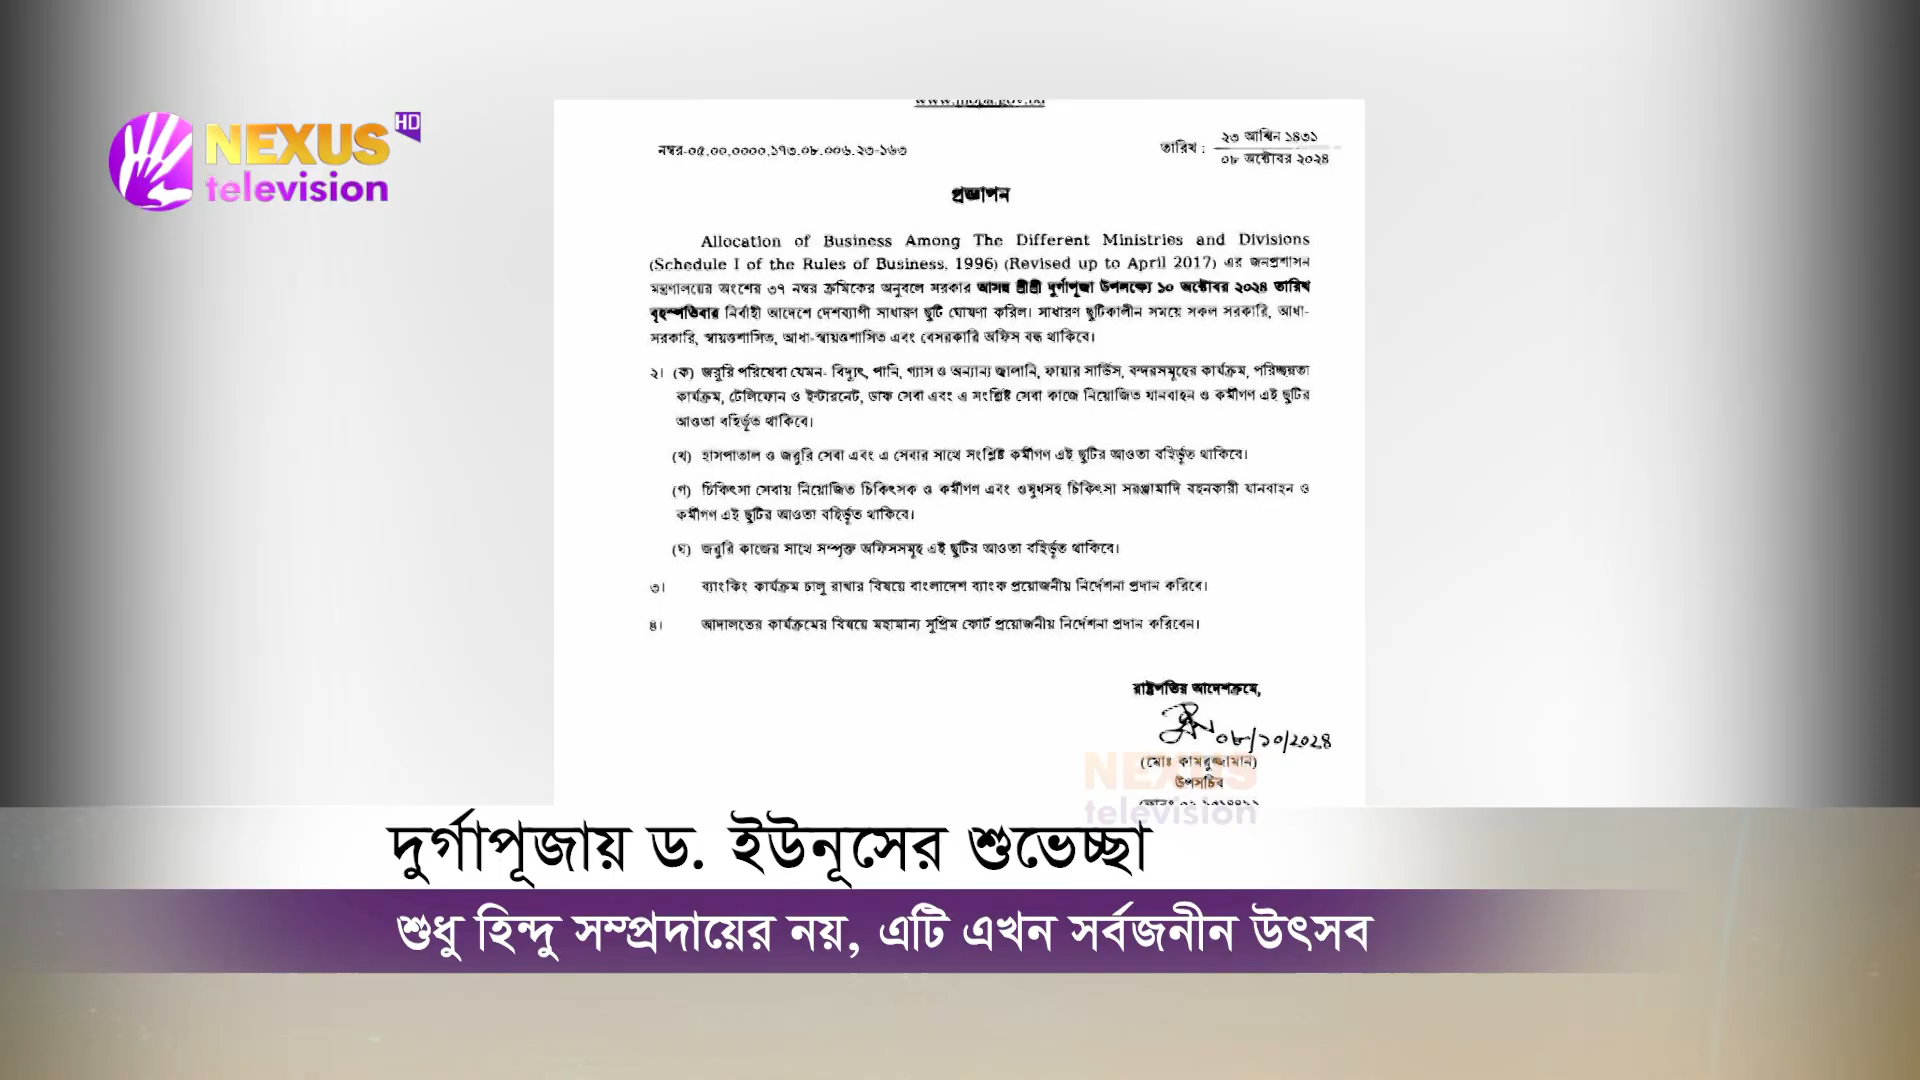 NEXUS HD
television
www.mopa.gov.bd
নম্বর-০৫.০০.০০০০.১৭৩.০৮.০০৬.২৩-১৬৩
তারিখ : ২৩ আশ্বিন ১৪৩১
০৮ অক্টোবর ২০২৪
প্রজ্ঞাপন
Allocation of Business Among The Different Ministries and Divisions
(Schedule I of the Rules of Business, 1996) (Revised up to April 2017) এর জনপ্রশাসন
মন্ত্রণালয়ের অংশের ৩৭ নম্বর ক্রমিকের অনুবলে সরকার আসন্ন শ্রীশ্রী দুর্গাপূজা উপলক্ষ্যে ১০ অক্টোবর ২০২৪ তারিখ
বৃহস্পতিবার নির্বাহী আদেশে দেশব্যাপী সাধারণ ছুটি ঘোষণা করিল। সাধারণ ছুটিকালীন সময়ে সকল সরকারি, আধা-
সরকারি, স্বায়ত্তশাসিত, আধা-স্বায়ত্তশাসিত এবং বেসরকারি অফিস বন্ধ থাকিবে।
২। (ক) জরুরি পরিষেবা যেমন- বিদ্যুৎ, পানি, গ্যাস ও অন্যান্য জ্বালানি, ফায়ার সার্ভিস, বন্দরসমূহের কার্যক্রম, পরিচ্ছন্নতা
কার্যক্রম, টেলিফোন ও ইন্টারনেট, ডাক সেবা এবং এ সংশ্লিষ্ট সেবা কাজে নিয়োজিত যানবাহন ও কর্মীগণ এই ছুটির
আওতা বহির্ভূত থাকিবে।
(খ) হাসপাতাল ও জরুরি সেবা এবং এ সেবার সাথে সংশ্লিষ্ট কর্মীগণ এই ছুটির আওতা বহির্ভূত থাকিবে।
(গ) চিকিৎসা সেবায় নিয়োজিত চিকিৎসক ও কর্মীগণ এবং ওষুধসহ চিকিৎসা সরঞ্জামাদি বহনকারী যানবাহন ও
কর্মীগণ এই ছুটির আওতা বহির্ভূত থাকিবে।
(ঘ) জরুরি কাজের সাথে সম্পৃক্ত অফিসসমূহ এই ছুটির আওতা বহির্ভূত থাকিবে।
৩। ব্যাংকিং কার্যক্রম চালু রাখার বিষয়ে বাংলাদেশ ব্যাংক প্রয়োজনীয় নির্দেশনা প্রদান করিবে।
৪। আদালতের কার্যক্রমের বিষয়ে মহামান্য সুপ্রিম কোর্ট প্রয়োজনীয় নির্দেশনা প্রদান করিবেন।
রাষ্ট্রপতির আদেশক্রমে,
০৮/১০/২০২৪
(মোঃ কামরুজ্জামান)
উপসচিব
NEXUS
television
দুর্গাপূজায় ড. ইউনূসের শুভেচ্ছা
শুধু হিন্দু সম্প্রদায়ের নয়, এটি এখন সর্বজনীন উৎসব